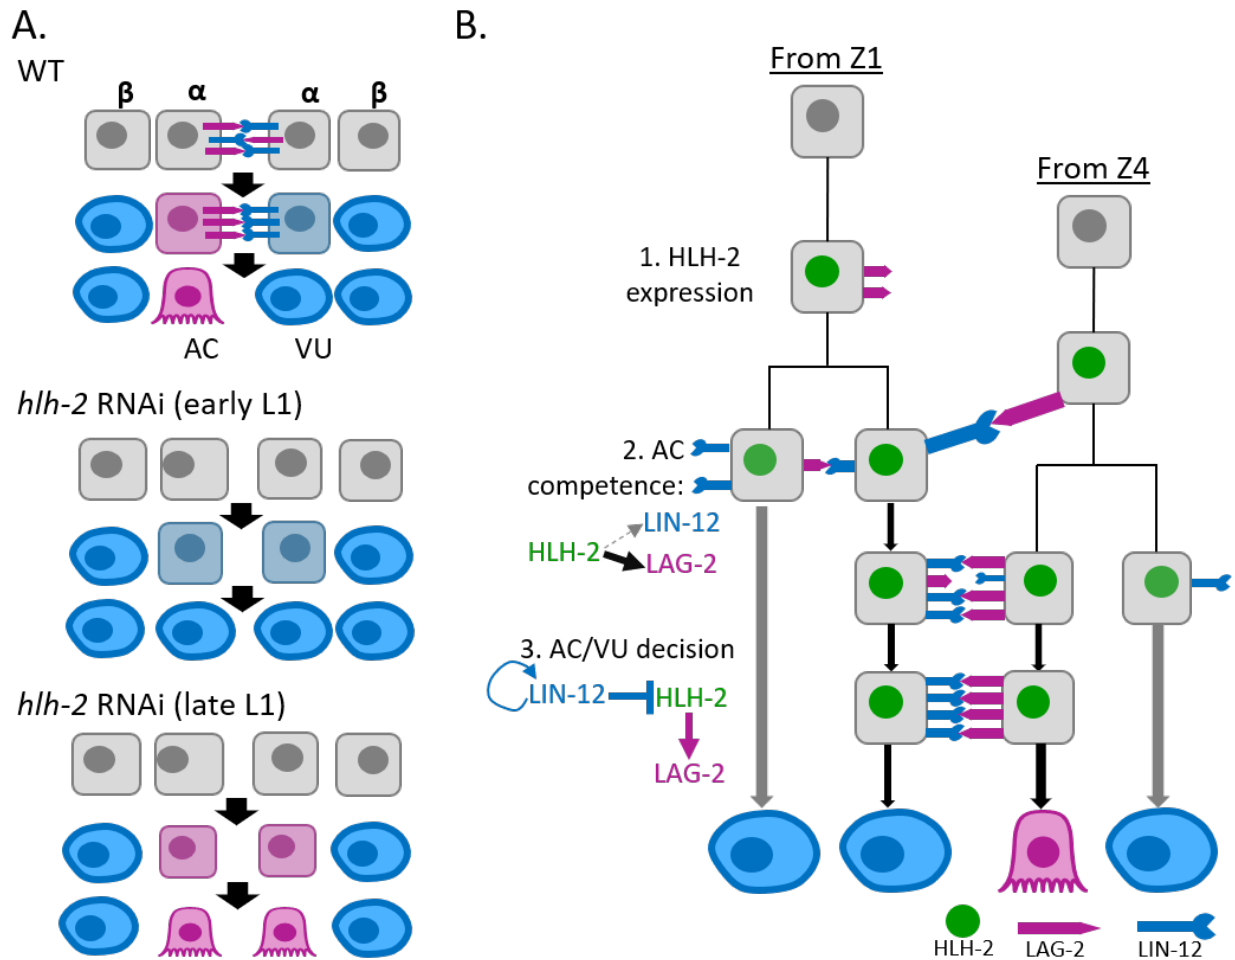 A.
WT
β α α β
AC VU
hlh-2 RNAi (early L1)
hlh-2 RNAi (late L1)
B.
From Z1
From Z4
1. HLH-2
expression
2. AC
competence:
LIN-12
HLH-2
LAG-2
3. AC/VU decision
LIN-12 HLH-2
LAG-2
HLH-2 LAG-2 LIN-12